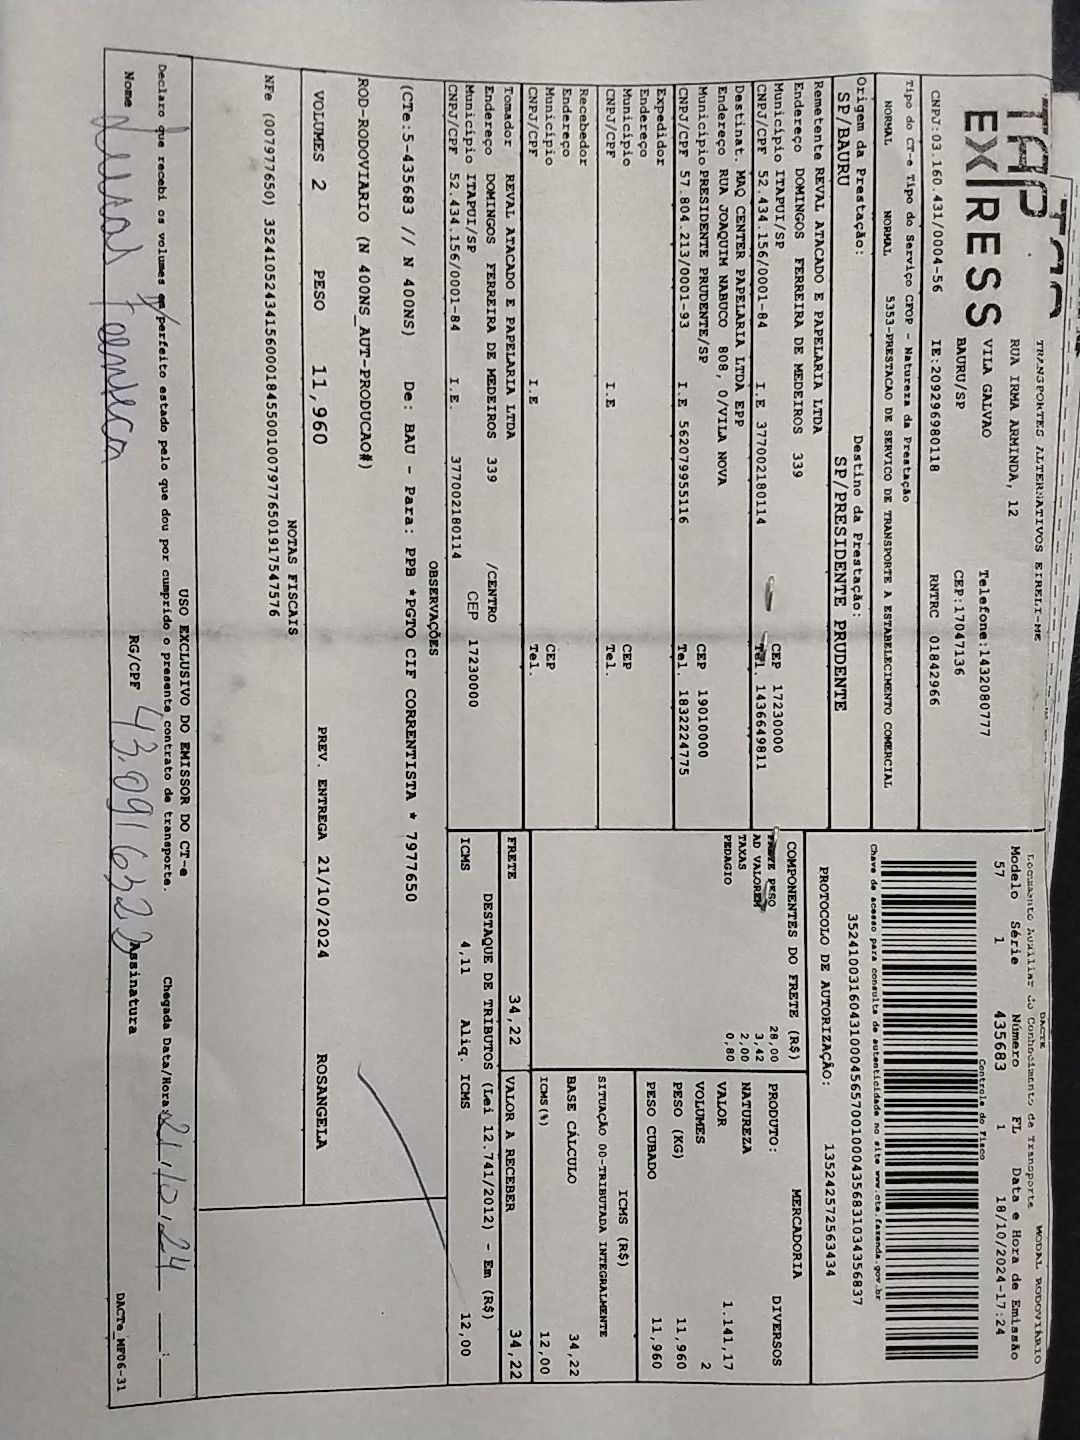 TAP
EXPRESS
TRANSPORTES ALTERNATIVOS EIRELI-ME
RUA IRMA ARMINDA, 12
VILA GALVAO Telefone:1432080777
BAURU/SP CEP:17047136
CNPJ:03.160.431/0004-56 IE:209296980118 RNTRC 01842966
Tipo do CT-e Tipo do Serviço CFOP - Natureza da Prestação
NORMAL NORMAL 5353-PRESTACAO DE SERVICO DE TRANSPORTE A ESTABELECIMENTO COMERCIAL
Origem da Prestação: Destino da Prestação:
SP/BAURU SP/PRESIDENTE PRUDENTE
Remetente REVAL ATACADO E PAPELARIA LTDA
Endereço DOMINGOS FERREIRA DE MEDEIROS 339
Município ITAPUI/SP CEP 17230000
CNPJ/CPF 52.434.156/0001-84 I.E 377002180114 Tel. 1436649811
Destinat. MAQ CENTER PAPELARIA LTDA EPP
Endereço RUA JOAQUIM NABUCO 808, 0/VILA NOVA
Município PRESIDENTE PRUDENTE/SP CEP 19010000
CNPJ/CPF 57.804.213/0001-93 I.E 562079955116 Tel. 1832224775
Expedidor
Endereço
Município CEP
CNPJ/CPF I.E Tel.
Recebedor
Endereço
Município CEP
CNPJ/CPF I.E Tel.
Tomador REVAL ATACADO E PAPELARIA LTDA
Endereço DOMINGOS FERREIRA DE MEDEIROS 339 /CENTRO
Município ITAPUI/SP CEP 17230000
CNPJ/CPF 52.434.156/0001-84 I.E. 377002180114
DACTE MODAL RODOVIÁRIO
Documento Auxiliar do Conhecimento de Transporte
Modelo Série Número FL Data e Hora de Emissão
57 1 435683 1 18/10/2024-17:24
Controle do Fisco
Chave de acesso para consulta de autenticidade no site www.cte.fazenda.gov.br
35241003160431000456570010004356831034356837
PROTOCOLO DE AUTORIZAÇÃO: 135242572563434
COMPONENTES DO FRETE (R$)
FRETE PESO 28,00
AD VALOREM 3,42
TAXAS 2,00
PEDAGIO 0,80
MERCADORIA
PRODUTO: DIVERSOS
NATUREZA
VALOR 1.141,17
VOLUMES 2
PESO (KG) 11,960
PESO CUBADO 11,960
ICMS (R$)
SITUAÇÃO 00-TRIBUTADA INTEGRALMENTE
BASE CÁLCULO 34,22
ICMS(%) 12,00
FRETE 34,22 VALOR A RECEBER 34,22
DESTAQUE DE TRIBUTOS (Lei 12.741/2012) - Em (R$)
ICMS 4,11 Aliq. ICMS 12,00
OBSERVAÇÕES
(CTe:5-435683 // N 400NS) De: BAU - Para: PPB *PGTO CIF CORRENTISTA * 7977650
ROD-RODOVIARIO (N 400NS_AUT-PRODUCAO#)
VOLUMES 2 PESO 11,960 PREV. ENTREGA 21/10/2024 ROSANGELA
NOTAS FISCAIS
NFe (007977650) 35241052434156000184550010079776501917547576
USO EXCLUSIVO DO EMISSOR DO CT-e
Declaro que recebi os volumes em perfeito estado pelo que dou por cumprido o presente contrato de transporte. Chegada Data/Hora: 21/10/24 __:__
Nome RG/CPF 43.091632 Assinatura
DACTe_MF06-31